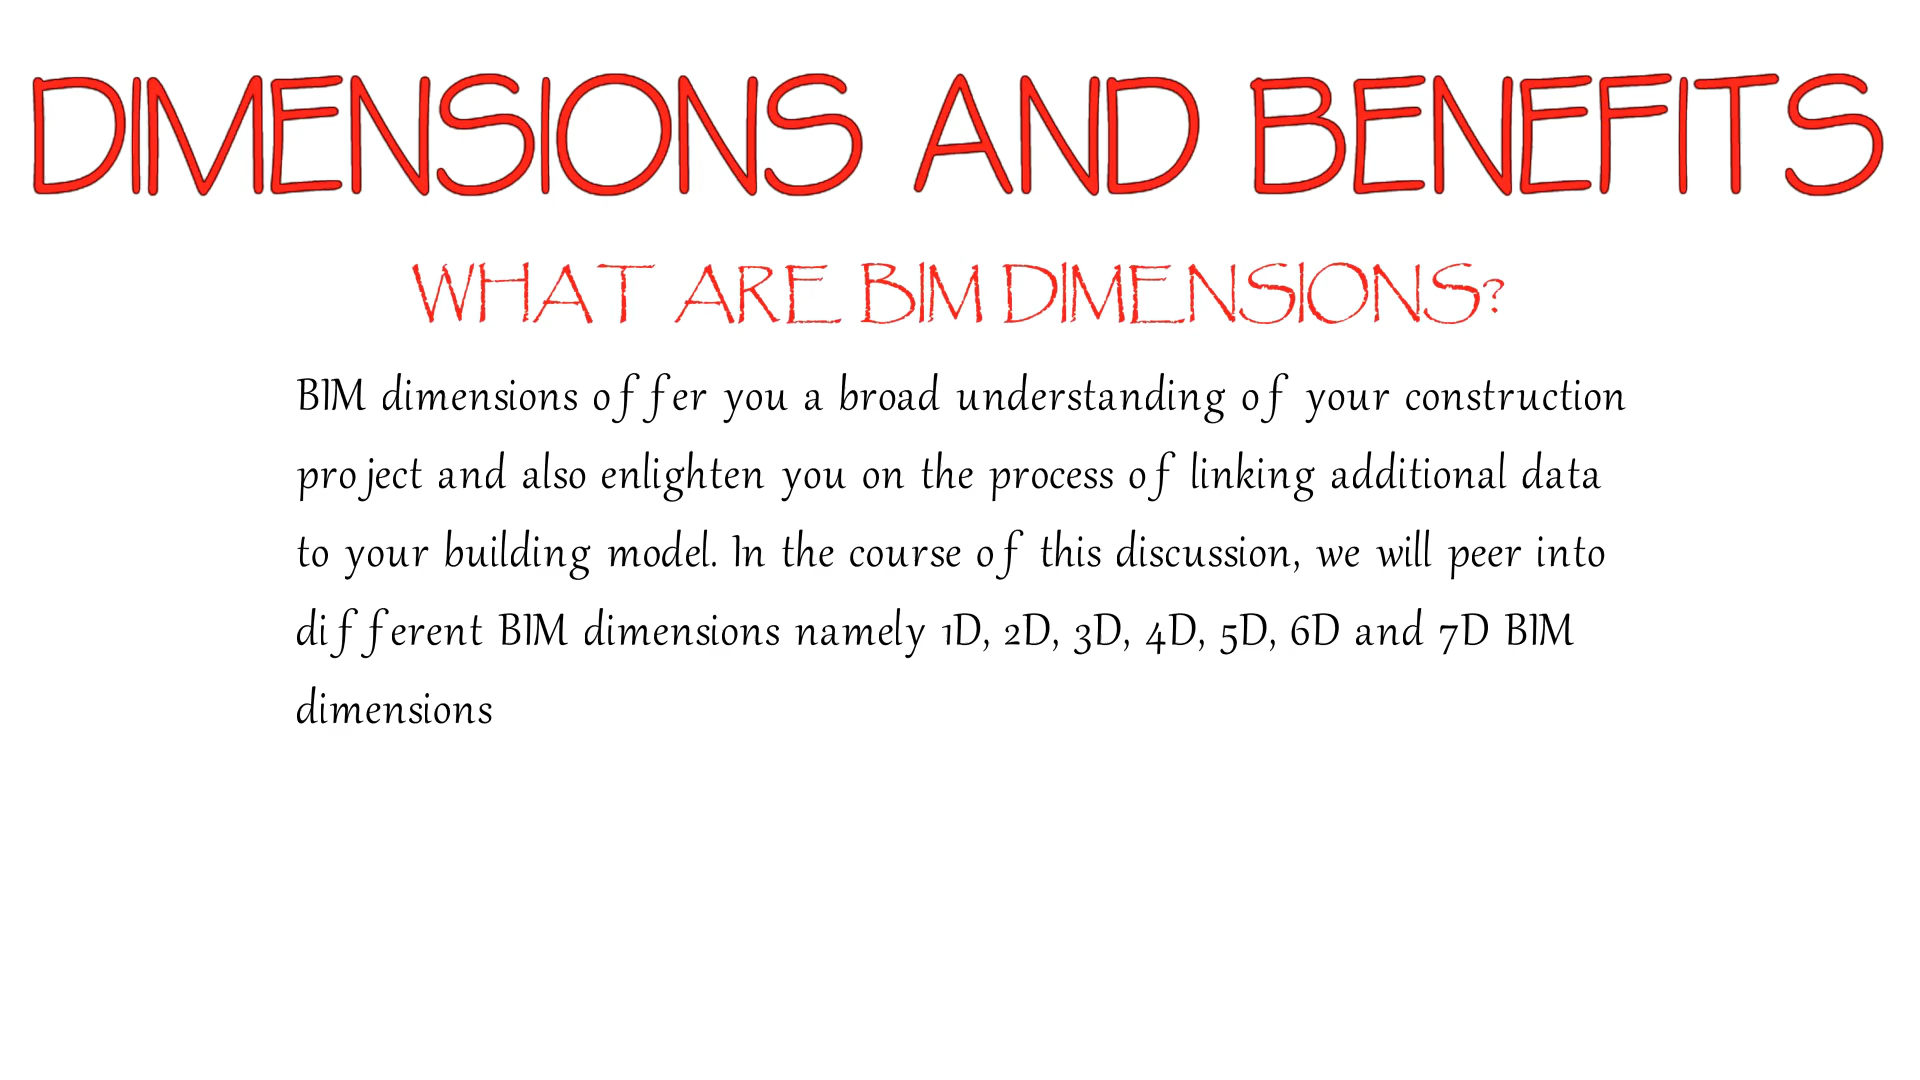 DIMENSIONS AND BENEFITS
WHAT ARE BIM DIMENSIONS?
BIM dimensions offer you a broad understanding of your construction
project and also enlighten you on the process of linking additional data
to your building model. In the course of this discussion, we will peer into
different BIM dimensions namely 1D, 2D, 3D, 4D, 5D, 6D and 7D BIM
dimensions